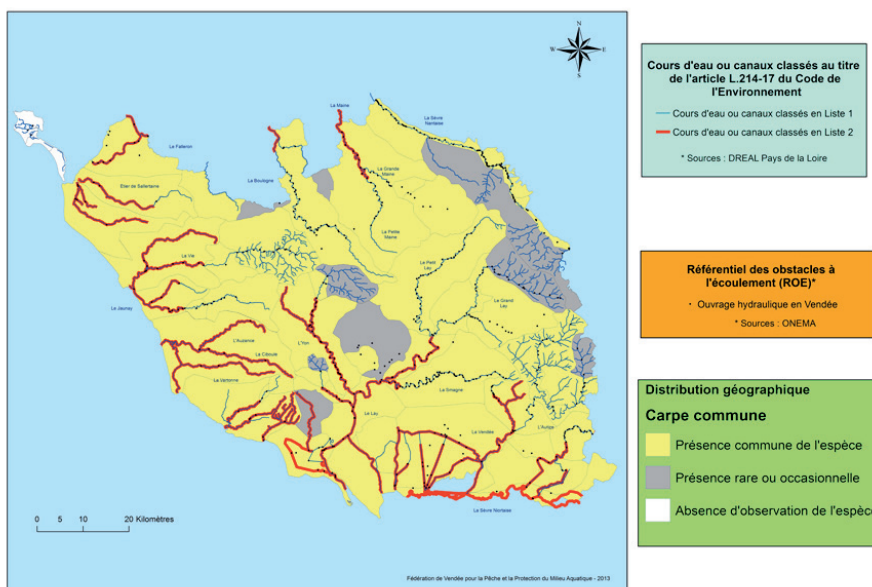 N
W
E
S
La Sèvre
Nantaise
La Maine
Le Falleron
La Boulogne
La Grande
Maine
Etier de Sallertaine
La Petite
Maine
La Vie
Le Petit
Lay
Le Jaunay
Le Grand
Lay
L'Auzance
L'Yon
La Ciboule
La Vertonne
La Smagne
Le Lay
La Vendée
L'Autize
La Sèvre Niortaise
0 5 10 20 Kilomètres
Fédération de Vendée pour la Pêche et la Protection du Milieu Aquatique - 2013
Cours d'eau ou canaux classés au titre
de l'article L.214-17 du Code de
l'Environnement
Cours d'eau ou canaux classés en Liste 1
Cours d'eau ou canaux classés en Liste 2
* Sources : DREAL Pays de la Loire
Référentiel des obstacles à
l'écoulement (ROE)*
· Ouvrage hydraulique en Vendée
* Sources : ONEMA
Distribution géographique
Carpe commune
Présence commune de l'espèce
Présence rare ou occasionnelle
Absence d'observation de l'espèce